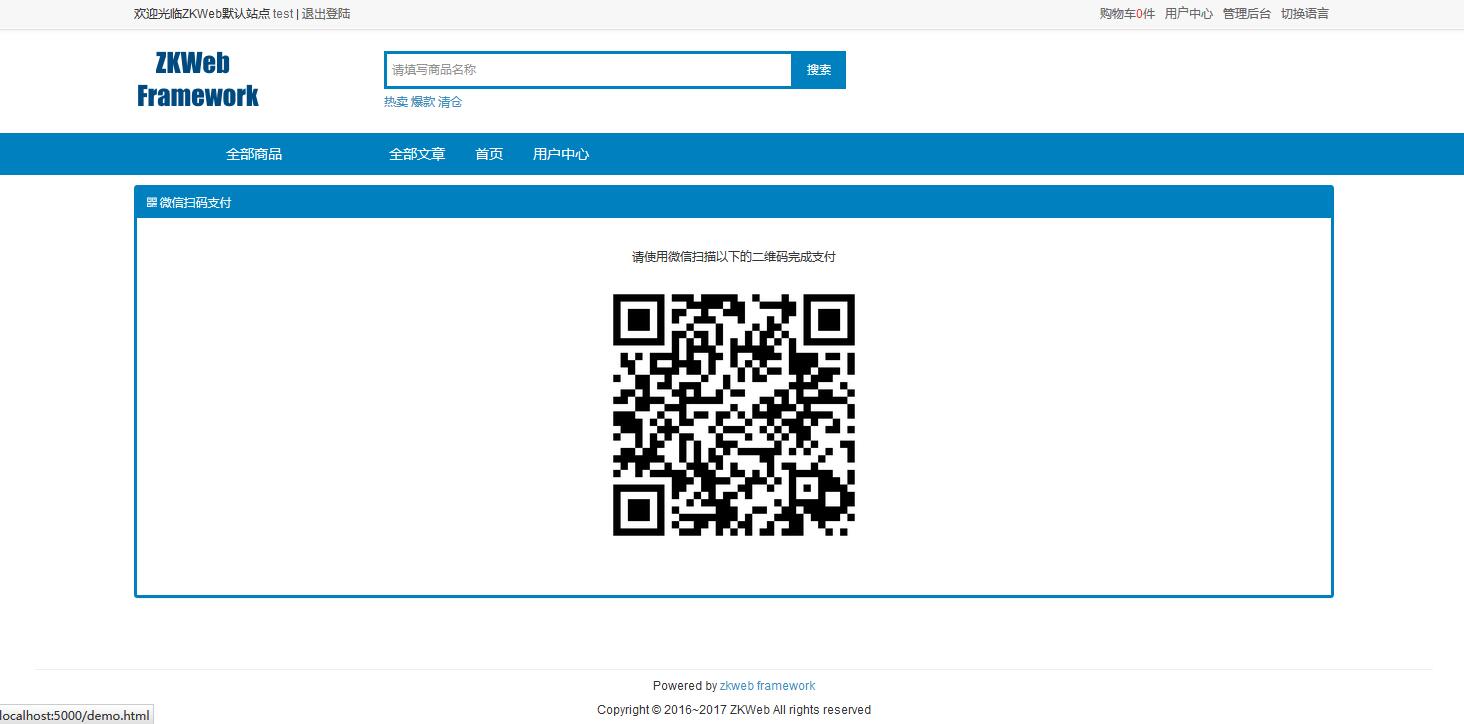 欢迎光临ZKWeb默认站点 test | 退出登陆
购物车0件 用户中心 管理后台 切换语言
ZKWeb
Framework
请填写商品名称 搜索
热卖 爆款 清仓
全部商品 全部文章 首页 用户中心
微信扫码支付
请使用微信扫描以下的二维码完成支付
Powered by zkweb framework
Copyright © 2016~2017 ZKWeb All rights reserved
localhost:5000/demo.html